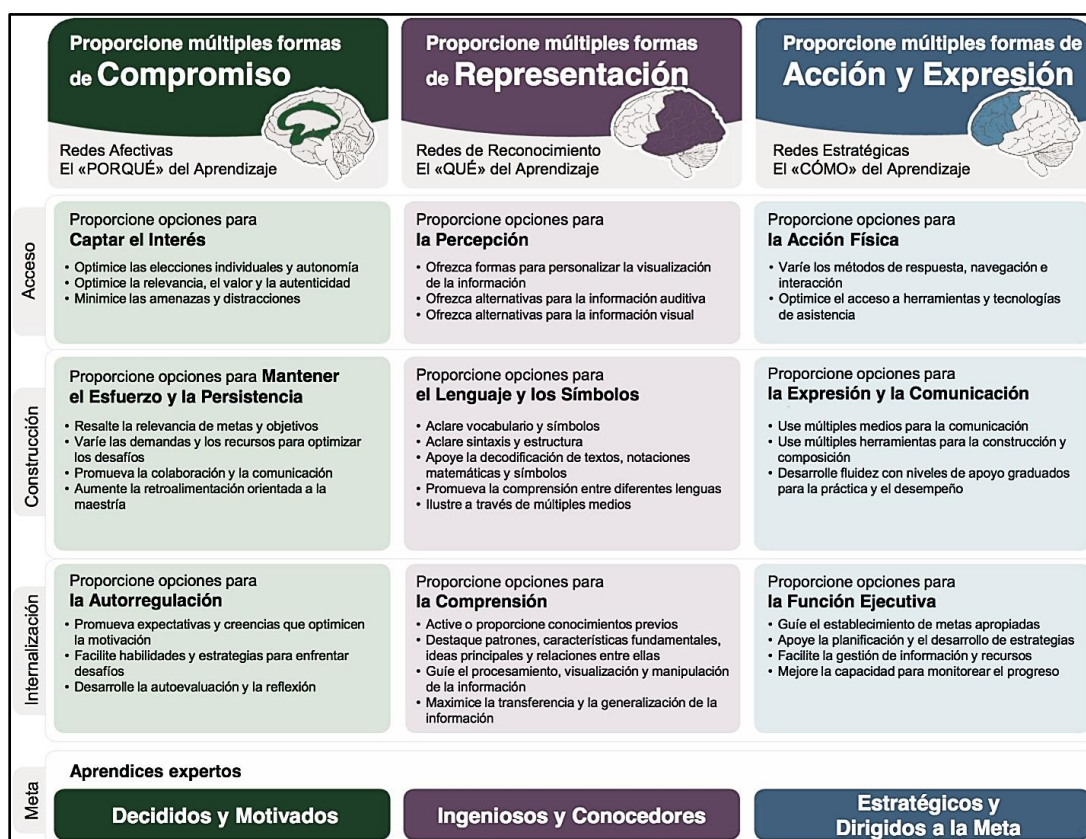 Proporcione múltiples formas
de Compromiso
Redes Afectivas
El «PORQUÉ» del Aprendizaje
Proporcione múltiples formas
de Representación
Redes de Reconocimiento
El «QUÉ» del Aprendizaje
Proporcione múltiples formas de
Acción y Expresión
Redes Estratégicas
El «CÓMO» del Aprendizaje
Acceso
Proporcione opciones para
Captar el Interés
• Optimice las elecciones individuales y autonomía
• Optimice la relevancia, el valor y la autenticidad
• Minimice las amenazas y distracciones
Proporcione opciones para
la Percepción
• Ofrezca formas para personalizar la visualización de
la información
• Ofrezca alternativas para la información auditiva
• Ofrezca alternativas para la información visual
Proporcione opciones para
la Acción Física
• Varíe los métodos de respuesta, navegación e
interacción
• Optimice el acceso a herramientas y tecnologías
de asistencia
Construcción
Proporcione opciones para Mantener
el Esfuerzo y la Persistencia
• Resalte la relevancia de metas y objetivos
• Varíe las demandas y los recursos para optimizar
los desafíos
• Promueva la colaboración y la comunicación
• Aumente la retroalimentación orientada a la
maestría
Proporcione opciones para
el Lenguaje y los Símbolos
• Aclare vocabulario y símbolos
• Aclare sintaxis y estructura
• Apoye la decodificación de textos, notaciones
matemáticas y símbolos
• Promueva la comprensión entre diferentes lenguas
• Ilustre a través de múltiples medios
Proporcione opciones para
la Expresión y la Comunicación
• Use múltiples medios para la comunicación
• Use múltiples herramientas para la construcción y
composición
• Desarrolle fluidez con niveles de apoyo graduados
para la práctica y el desempeño
Internalización
Proporcione opciones para
la Autorregulación
• Promueva expectativas y creencias que optimicen
la motivación
• Facilite habilidades y estrategias para enfrentar
desafíos
• Desarrolle la autoevaluación y la reflexión
Proporcione opciones para
la Comprensión
• Active o proporcione conocimientos previos
• Destaque patrones, características fundamentales,
ideas principales y relaciones entre ellas
• Guíe el procesamiento, visualización y manipulación
de la información
• Maximice la transferencia y la generalización de la
información
Proporcione opciones para
la Función Ejecutiva
• Guíe el establecimiento de metas apropiadas
• Apoye la planificación y el desarrollo de estrategias
• Facilite la gestión de información y recursos
• Mejore la capacidad para monitorear el progreso
Meta
Aprendices expertos
Decididos y Motivados
Ingeniosos y Conocedores
Estratégicos y
Dirigidos a la Meta